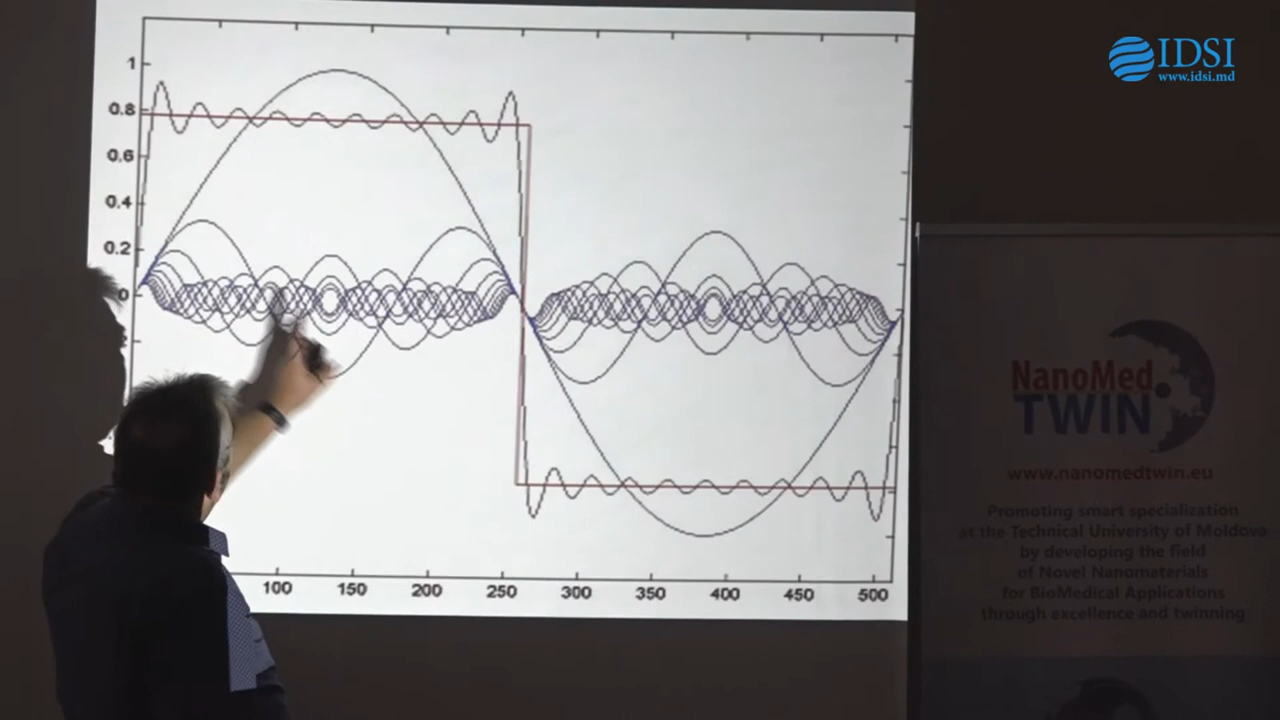 IDSI
www.idsi.md
1
0.8
0.6
0.4
0.2
0
2
100 150 200 250 300 350 400 450 500
NanoMed
TWIN
www.nanomedtwin.eu
Promoting smart specialization
at the Technical University of Moldova
by developing the field
of Novel Nanomaterials
for BioMedical Applications
through excellence and twinning